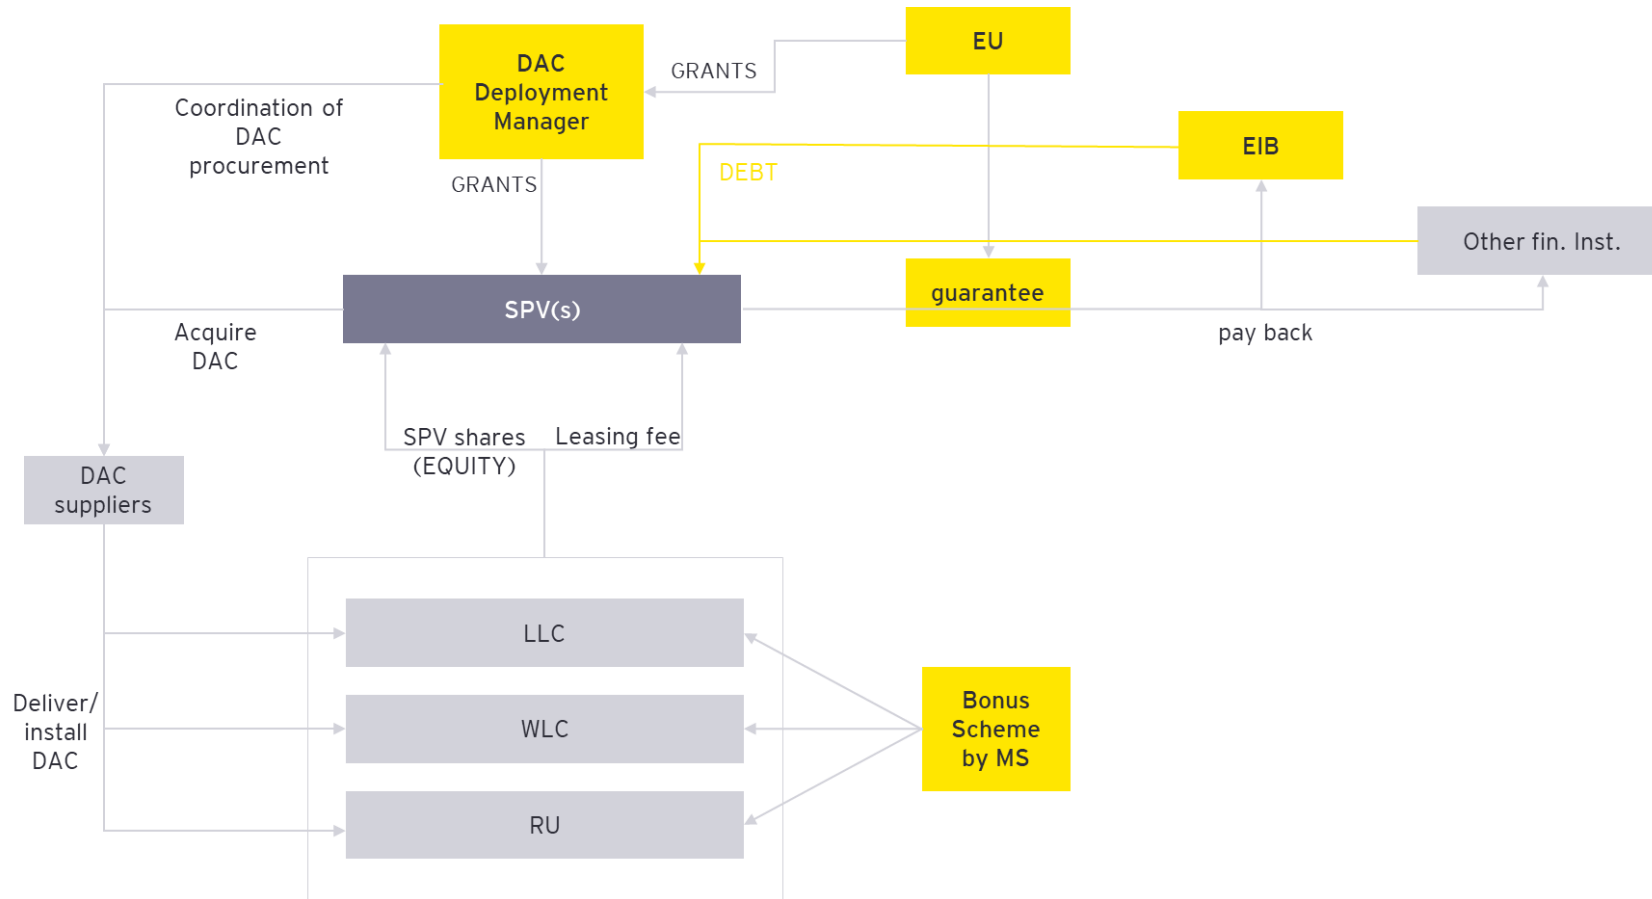 EU
DAC
Deployment
Manager
GRANTS
Coordination of
DAC
procurement
EIB
DEBT
GRANTS
Other fin. Inst.
guarantee
SPV(s)
Acquire
DAC
pay back
SPV shares
(EQUITY)
Leasing fee
DAC
suppliers
LLC
Deliver/
install
DAC
WLC
Bonus
Scheme
by MS
RU